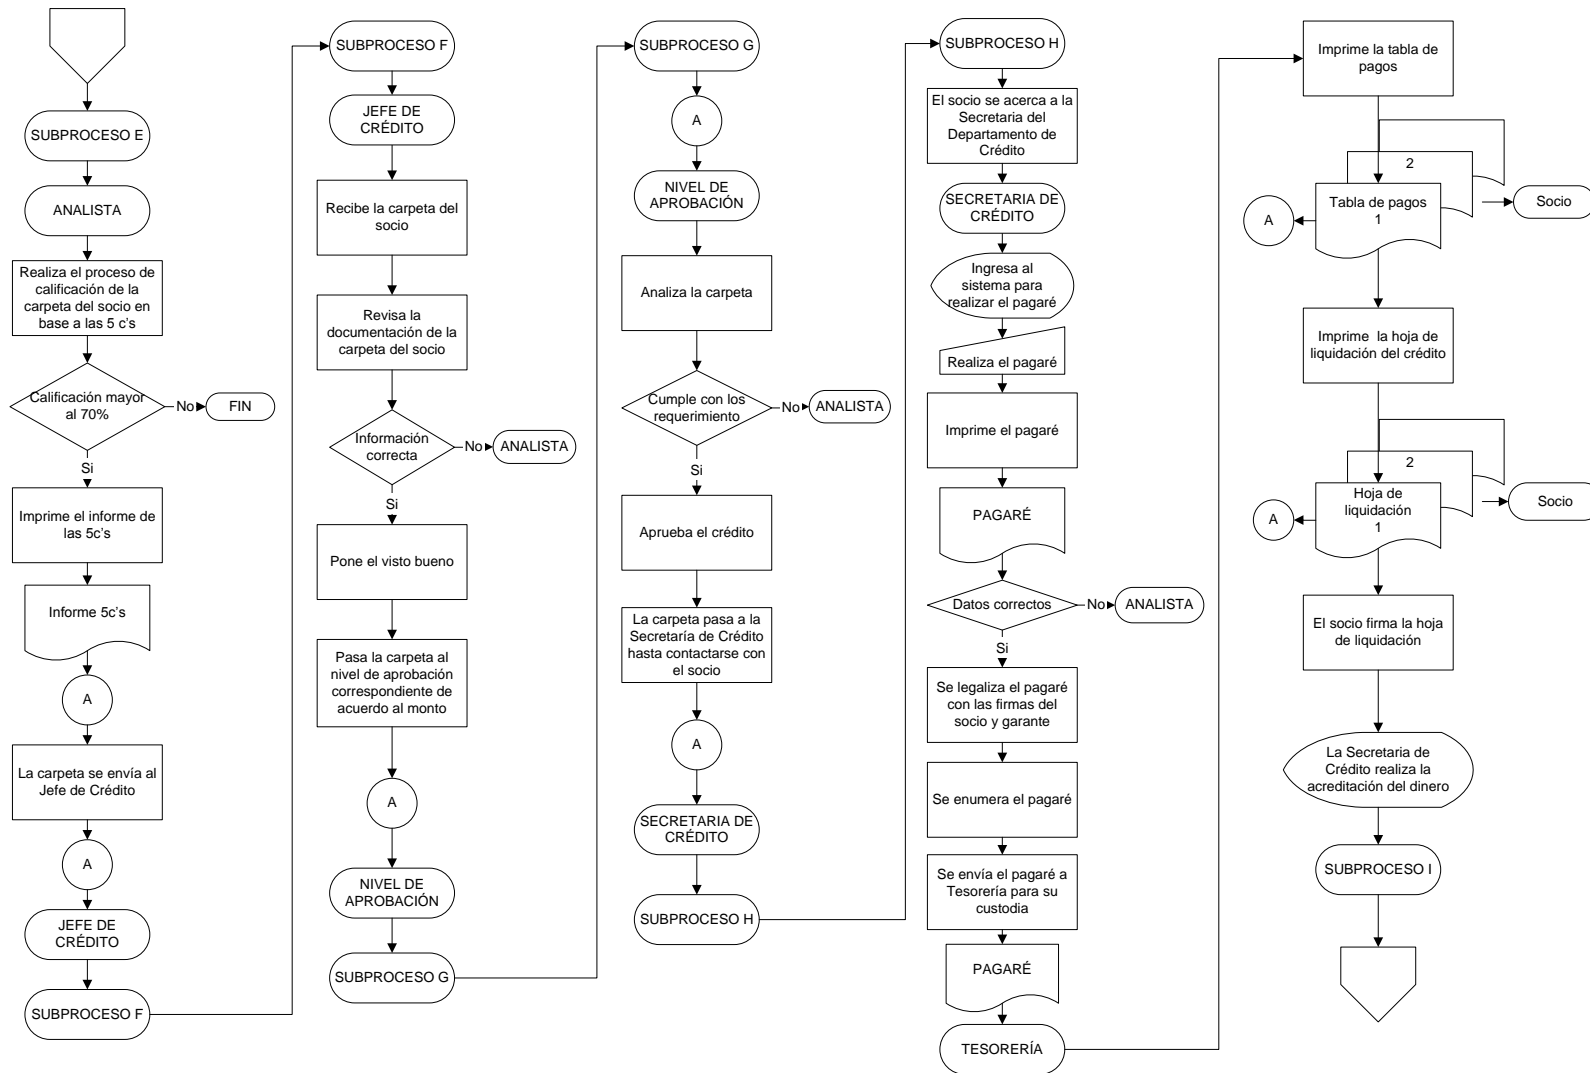 SUBPROCESO E
ANALISTA
Realiza el proceso de
calificación de la
carpeta del socio en
base a las 5 c's
Calificación mayor
al 70%
No
FIN
Si
Imprime el informe de
las 5c's
Informe 5c's
A
La carpeta se envía al
Jefe de Crédito
A
JEFE DE
CRÉDITO
SUBPROCESO F
SUBPROCESO F
JEFE DE
CRÉDITO
Recibe la carpeta del
socio
Revisa la
documentación de la
carpeta del socio
Información
correcta
No
ANALISTA
Si
Pone el visto bueno
Pasa la carpeta al
nivel de aprobación
correspondiente de
acuerdo al monto
A
NIVEL DE
APROBACIÓN
SUBPROCESO G
SUBPROCESO G
A
NIVEL DE
APROBACIÓN
Analiza la carpeta
Cumple con los
requerimiento
No
ANALISTA
Si
Aprueba el crédito
La carpeta pasa a la
Secretaría de Crédito
hasta contactarse con
el socio
A
SECRETARIA DE
CRÉDITO
SUBPROCESO H
SUBPROCESO H
El socio se acerca a la
Secretaria del
Departamento de
Crédito
SECRETARIA DE
CRÉDITO
Ingresa al
sistema para
realizar el pagaré
Realiza el pagaré
Imprime el pagaré
PAGARÉ
Datos correctos
No
ANALISTA
Si
Se legaliza el pagaré
con las firmas del
socio y garante
Se enumera el pagaré
Se envía el pagaré a
Tesorería para su
custodia
PAGARÉ
TESORERÍA
Imprime la tabla de
pagos
2
Tabla de pagos
1
A
Socio
Imprime la hoja de
liquidación del crédito
2
Hoja de
liquidación
1
A
Socio
El socio firma la hoja
de liquidación
La Secretaria de
Crédito realiza la
acreditación del dinero
SUBPROCESO I